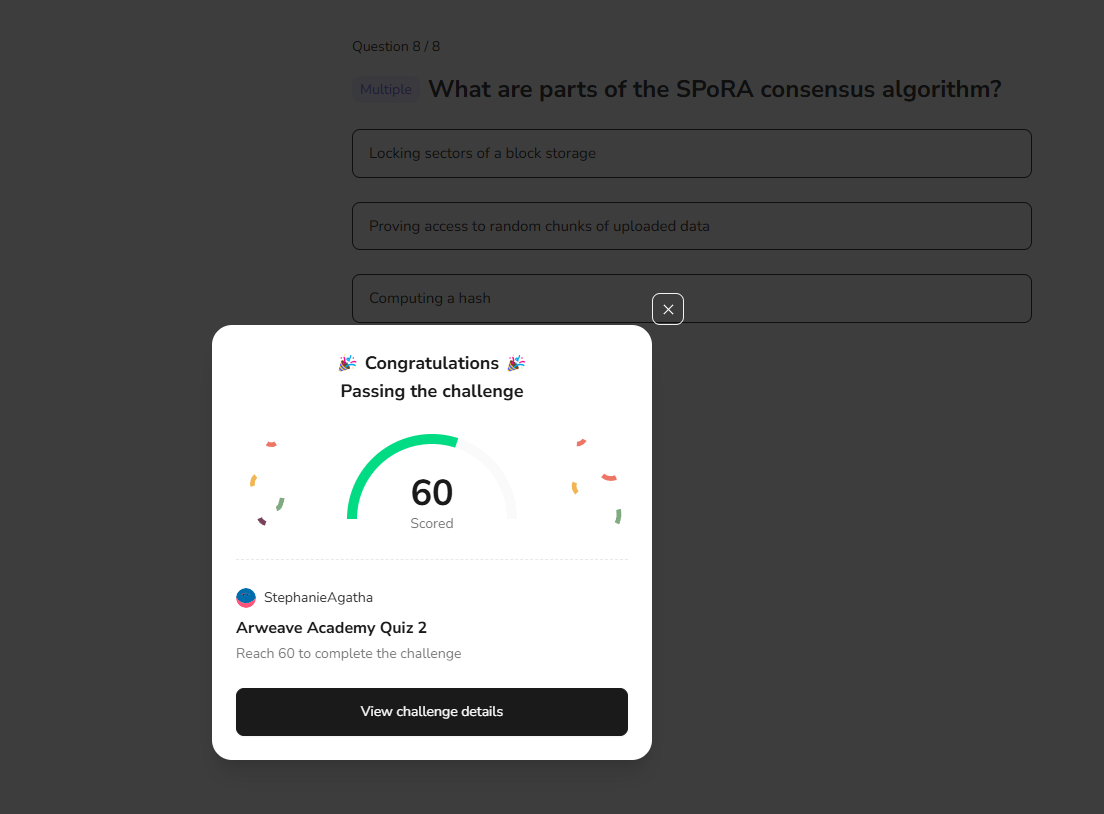 Question 8 / 8
Multiple What are parts of the SPoRA consensus algorithm?
Locking sectors of a block storage
Proving access to random chunks of uploaded data
Computing a hash
Congratulations
Passing the challenge
60
Scored
StephanieAgatha
Arweave Academy Quiz 2
Reach 60 to complete the challenge
View challenge details